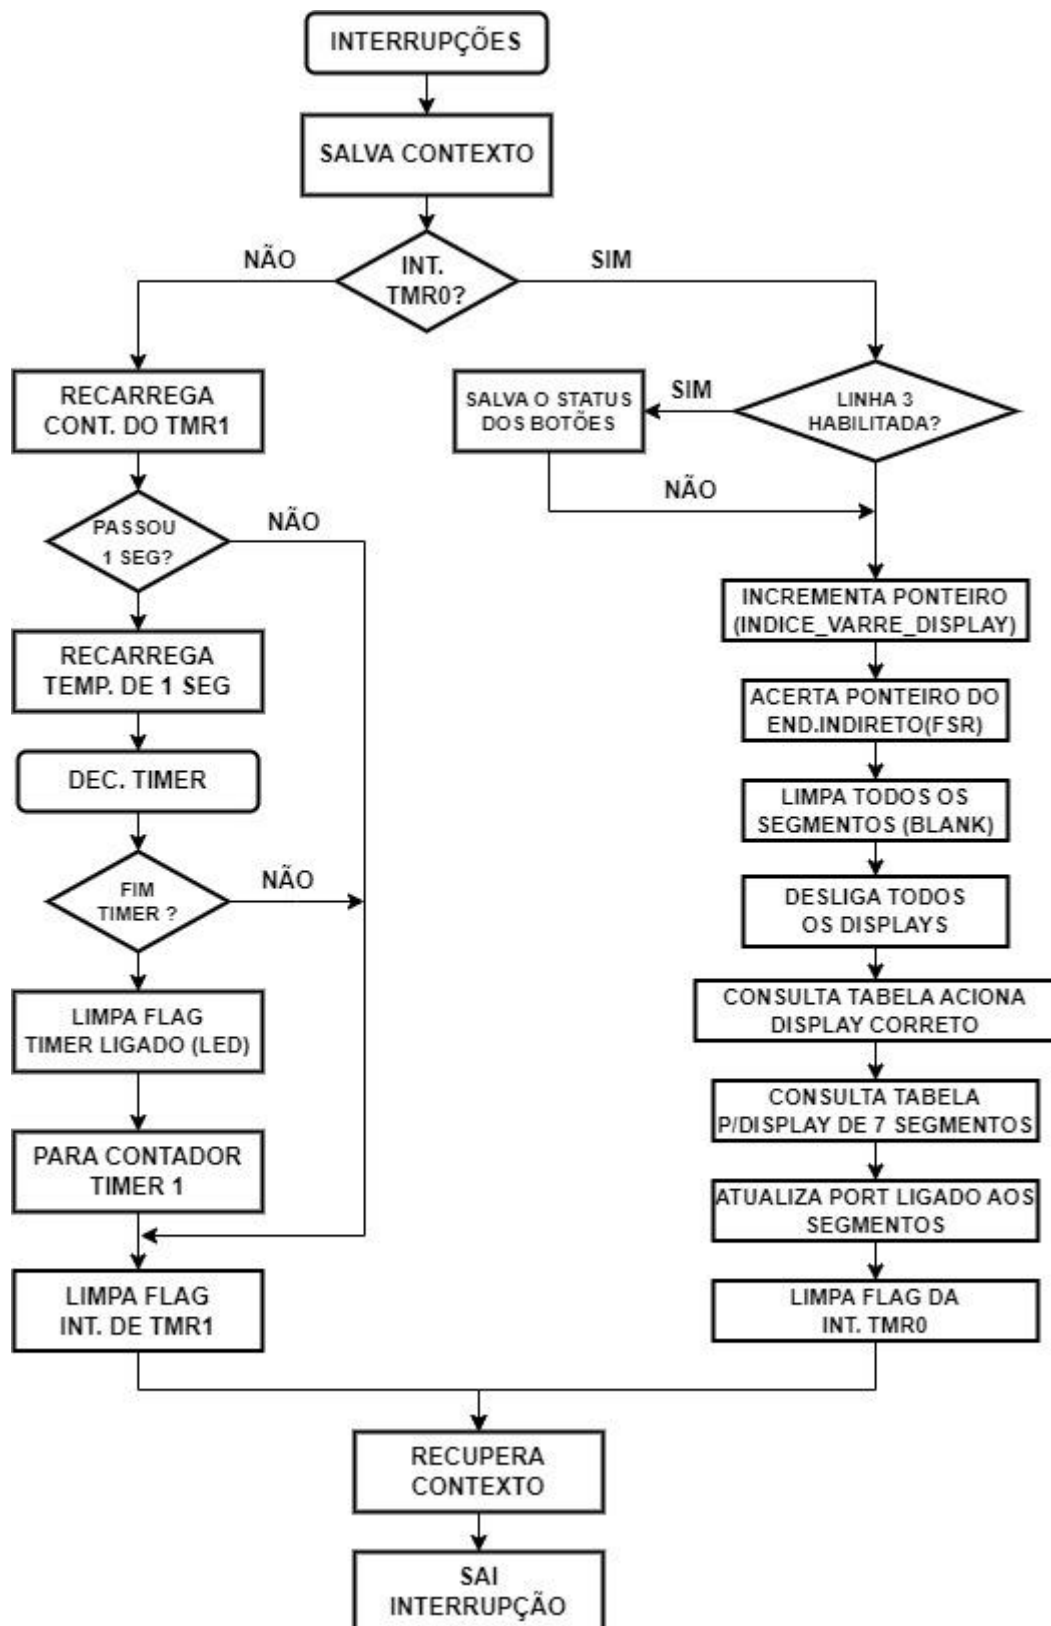 INTERRUPÇÕES
SALVA CONTEXTO
NÃO
INT.
TMR0?
SIM
RECARREGA
CONT. DO TMR1
PASSOU
1 SEG?
NÃO
RECARREGA
TEMP. DE 1 SEG
DEC. TIMER
FIM
TIMER ?
NÃO
LIMPA FLAG
TIMER LIGADO (LED)
PARA CONTADOR
TIMER 1
LIMPA FLAG
INT. DE TMR1
LINHA 3
HABILITADA?
SIM
SALVA O STATUS
DOS BOTÕES
NÃO
INCREMENTA PONTEIRO
(INDICE_VARRE_DISPLAY)
ACERTA PONTEIRO DO
END.INDIRETO(FSR)
LIMPA TODOS OS
SEGMENTOS (BLANK)
DESLIGA TODOS
OS DISPLAYS
CONSULTA TABELA ACIONA
DISPLAY CORRETO
CONSULTA TABELA
P/DISPLAY DE 7 SEGMENTOS
ATUALIZA PORT LIGADO AOS
SEGMENTOS
LIMPA FLAG DA
INT. TMR0
RECUPERA
CONTEXTO
SAI
INTERRUPÇÃO